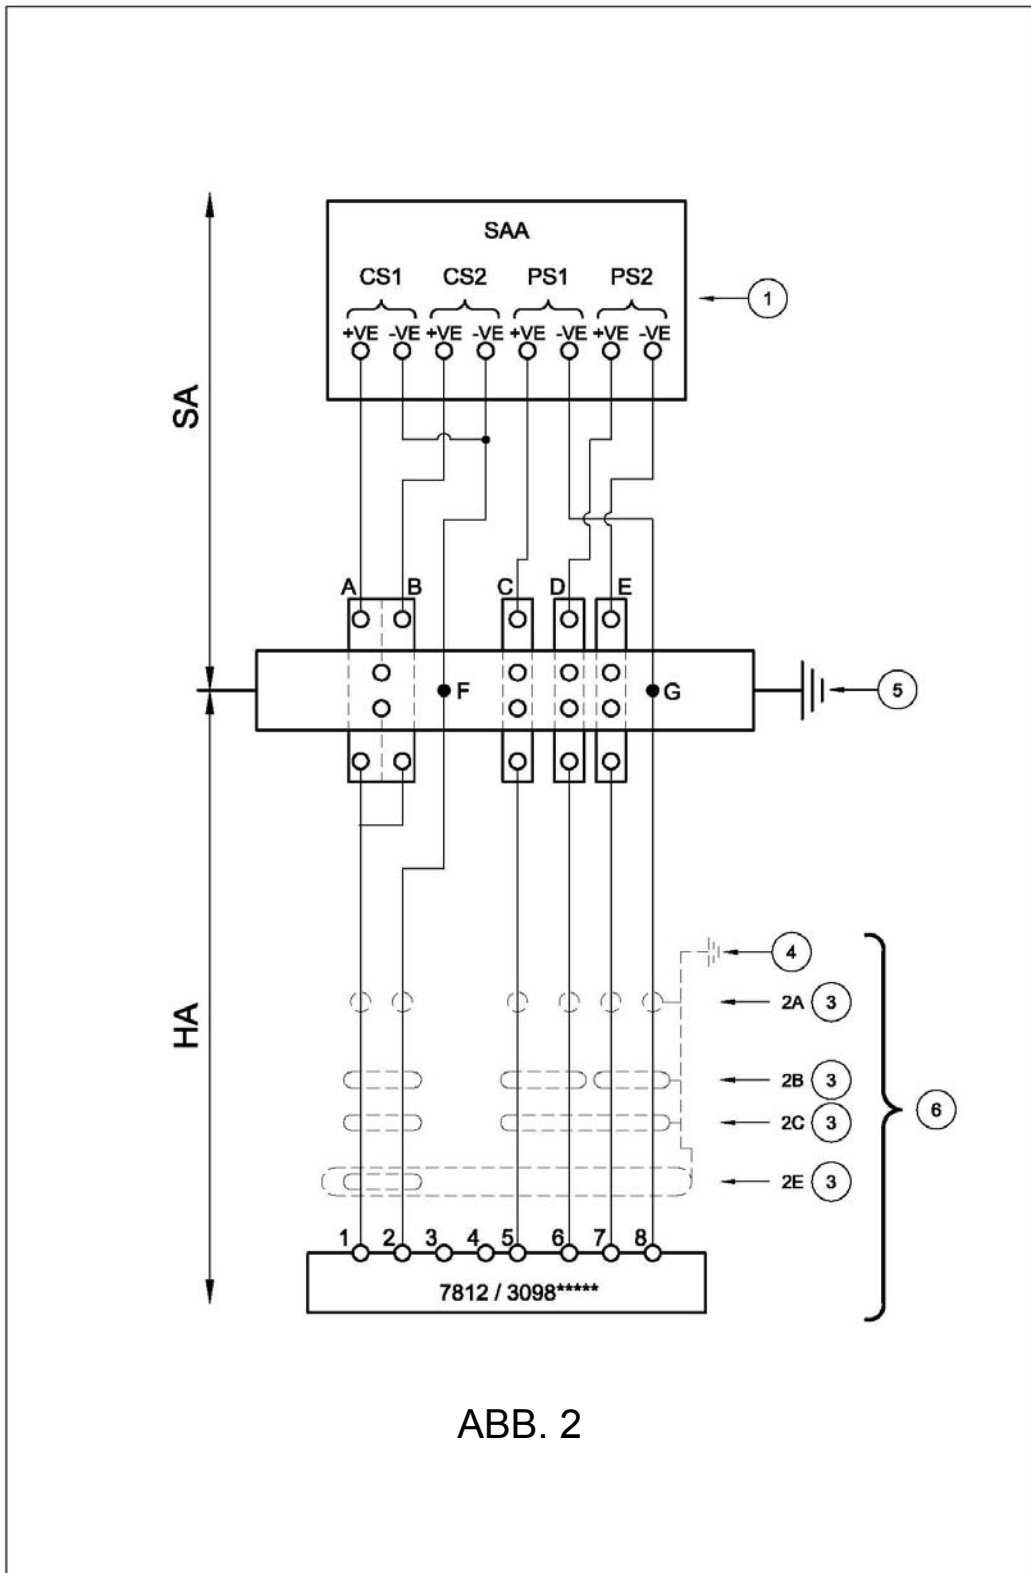 SAA
CS1 CS2 PS1 PS2
+VE -VE +VE -VE +VE -VE +VE -VE
1
SA
A B C D E
F G
5
HA
4
2A 3
2B 3
2C 3
6
2E 3
1 2 3 4 5 6 7 8
7812 / 3098*****
ABB. 2